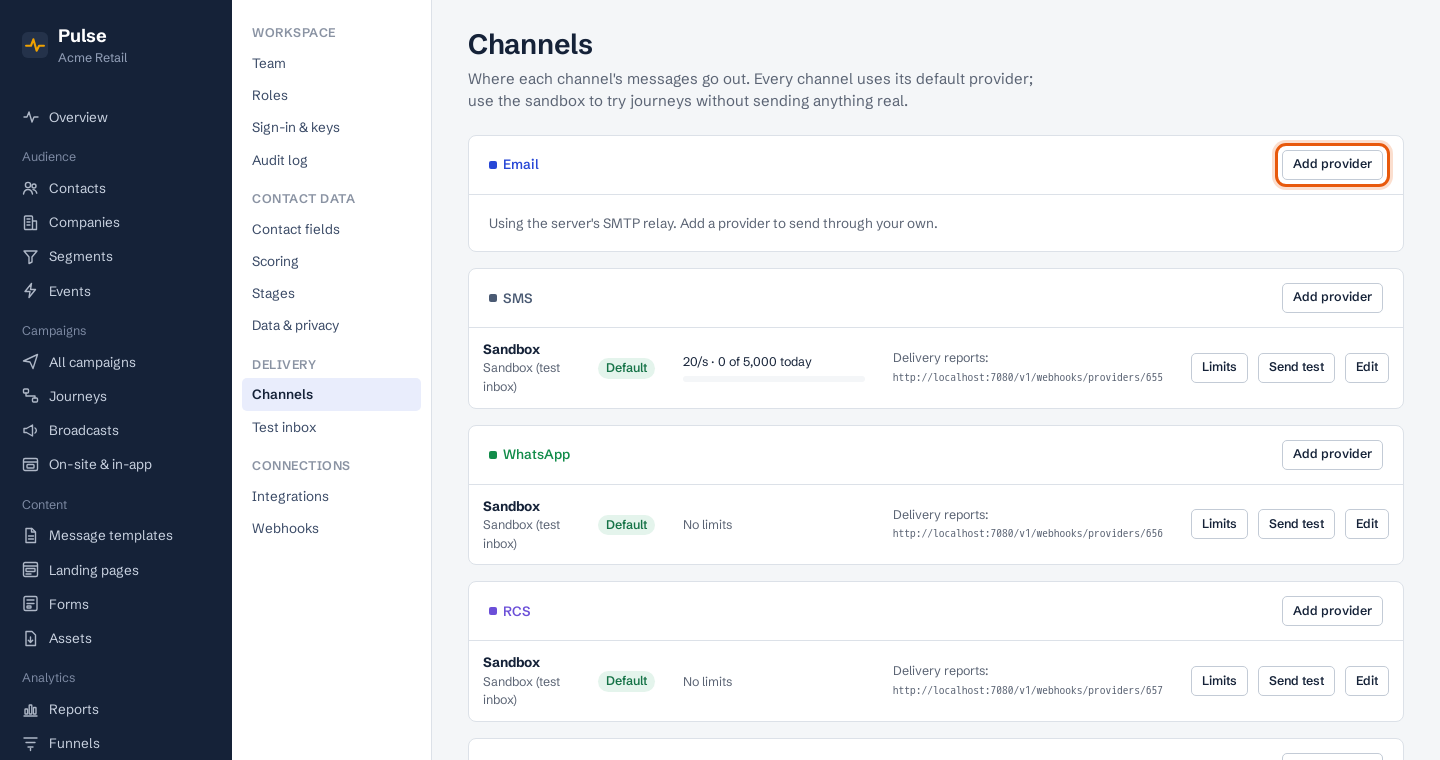 Pulse
Acme Retail
Overview
Audience
Contacts
Companies
Segments
Events
Campaigns
All campaigns
Journeys
Broadcasts
On-site & in-app
Content
Message templates
Landing pages
Forms
Assets
Analytics
Reports
Funnels
WORKSPACE
Team
Roles
Sign-in & keys
Audit log
CONTACT DATA
Contact fields
Scoring
Stages
Data & privacy
DELIVERY
Channels
Test inbox
CONNECTIONS
Integrations
Webhooks
Channels
Where each channel's messages go out. Every channel uses its default provider;
use the sandbox to try journeys without sending anything real.
Email
Add provider
Using the server's SMTP relay. Add a provider to send through your own.
SMS
Add provider
Sandbox
Sandbox (test
inbox)
Default
20/s · 0 of 5,000 today
Delivery reports:
http://localhost:7080/v1/webhooks/providers/655
Limits
Send test
Edit
WhatsApp
Add provider
Sandbox
Sandbox (test
inbox)
Default
No limits
Delivery reports:
http://localhost:7080/v1/webhooks/providers/656
Limits
Send test
Edit
RCS
Add provider
Sandbox
Sandbox (test
inbox)
Default
No limits
Delivery reports:
http://localhost:7080/v1/webhooks/providers/657
Limits
Send test
Edit